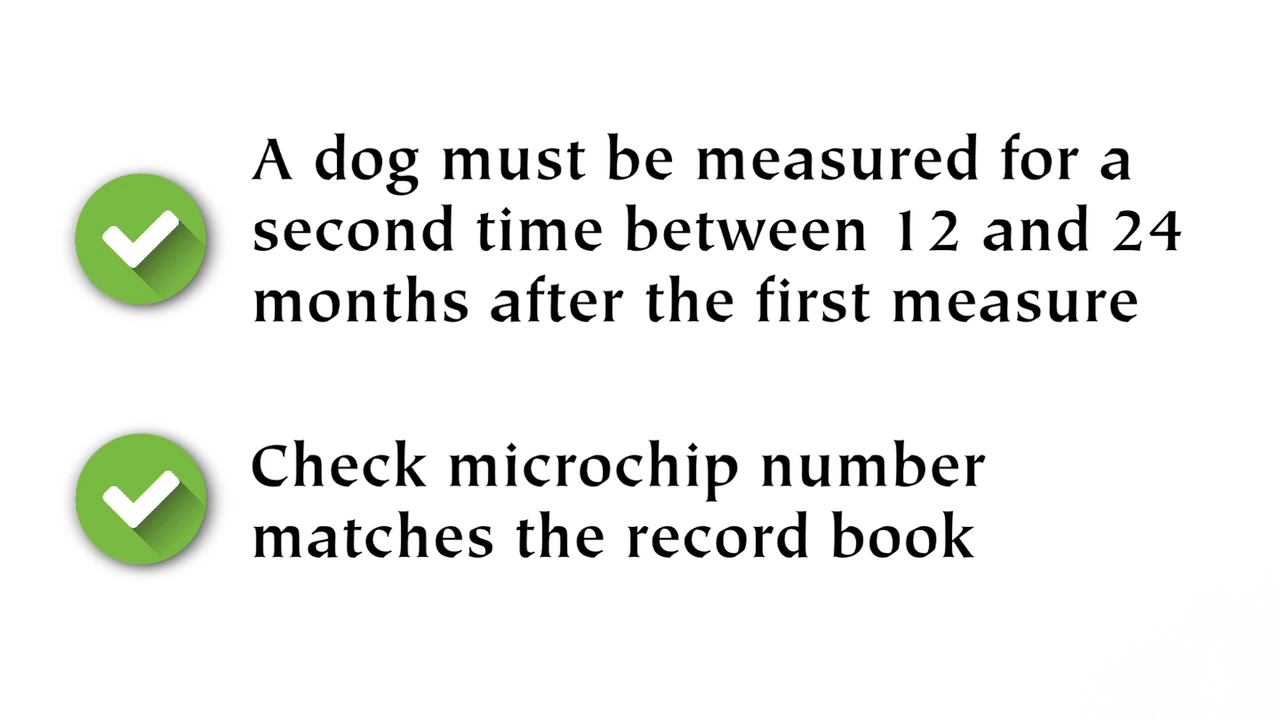 A dog must be measured for a
second time between 12 and 24
months after the first measure
Check microchip number
matches the record book